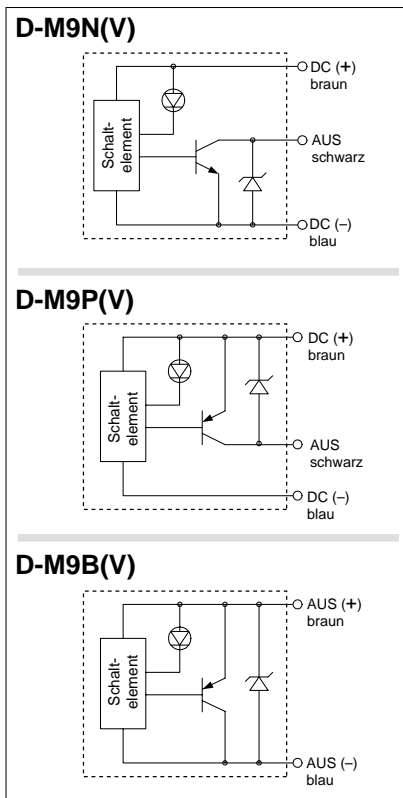 D-M9N(V)
DC (+)
braun
Schalt-
element
AUS
schwarz
DC (–)
blau
D-M9P(V)
DC (+)
braun
Schalt-
element
AUS
schwarz
DC (–)
blau
D-M9B(V)
AUS (+)
braun
Schalt-
element
AUS (–)
blau